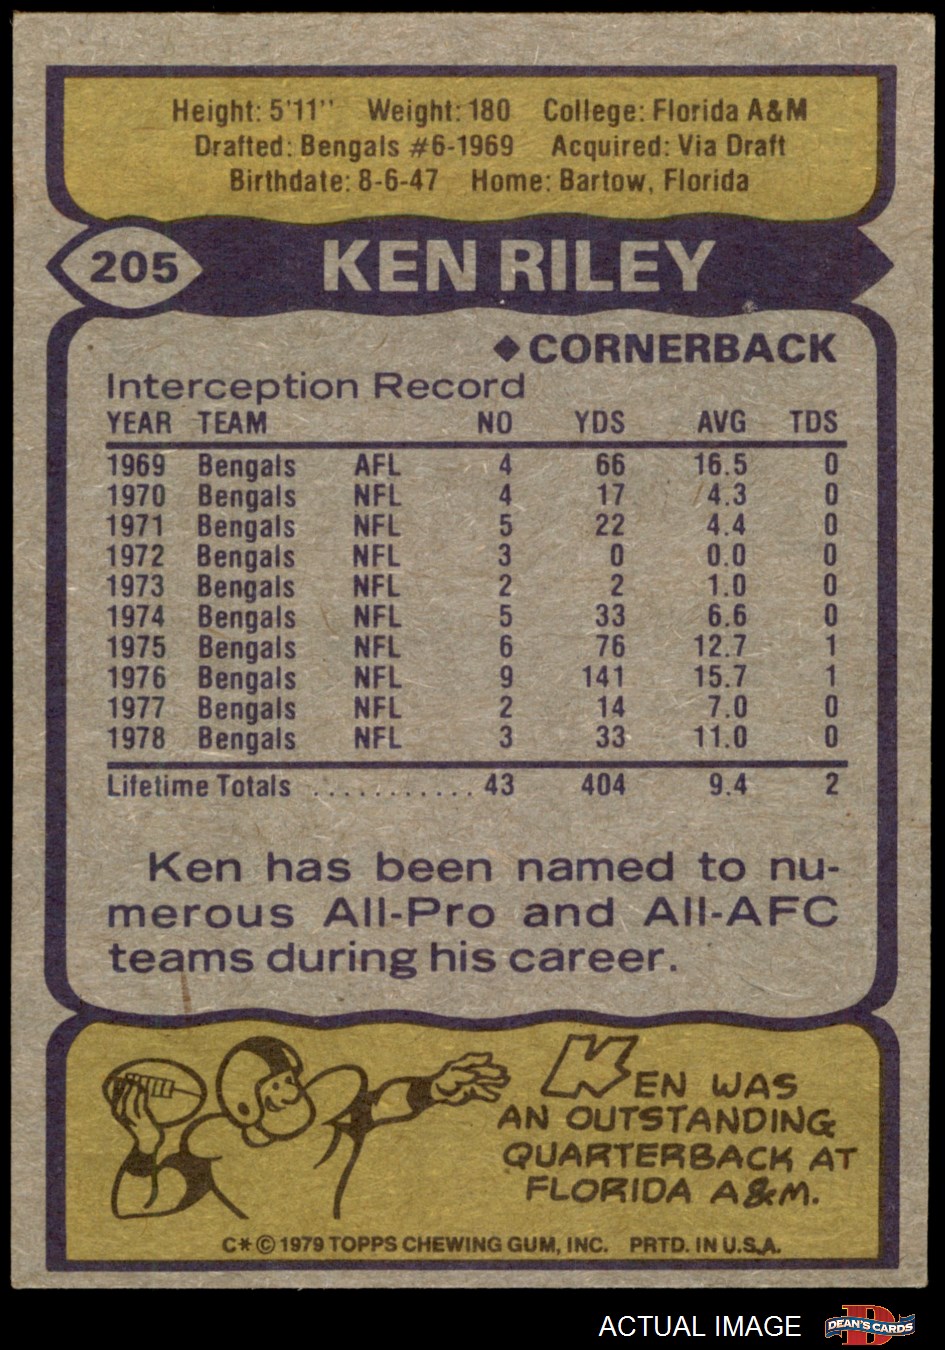 Height: 5'11'' Weight: 180 College: Florida A&M
Drafted: Bengals #6-1969 Acquired: Via Draft
Birthdate: 8-6-47 Home: Bartow, Florida
205 KEN RILEY
◆ CORNERBACK
Interception Record
YEAR TEAM NO YDS AVG TDS
1969 Bengals AFL 4 66 16.5 0
1970 Bengals NFL 4 17 4.3 0
1971 Bengals NFL 5 22 4.4 0
1972 Bengals NFL 3 0 0.0 0
1973 Bengals NFL 2 2 1.0 0
1974 Bengals NFL 5 33 6.6 0
1975 Bengals NFL 6 76 12.7 1
1976 Bengals NFL 9 141 15.7 1
1977 Bengals NFL 2 14 7.0 0
1978 Bengals NFL 3 33 11.0 0
Lifetime Totals ........... 43 404 9.4 2
Ken has been named to nu-
merous All-Pro and All-AFC
teams during his career.
KEN WAS
AN OUTSTANDING
QUARTERBACK AT
FLORIDA A&M.
C* © 1979 TOPPS CHEWING GUM, INC. PRTD. IN U.S.A.
ACTUAL IMAGE D DEAN'S CARDS